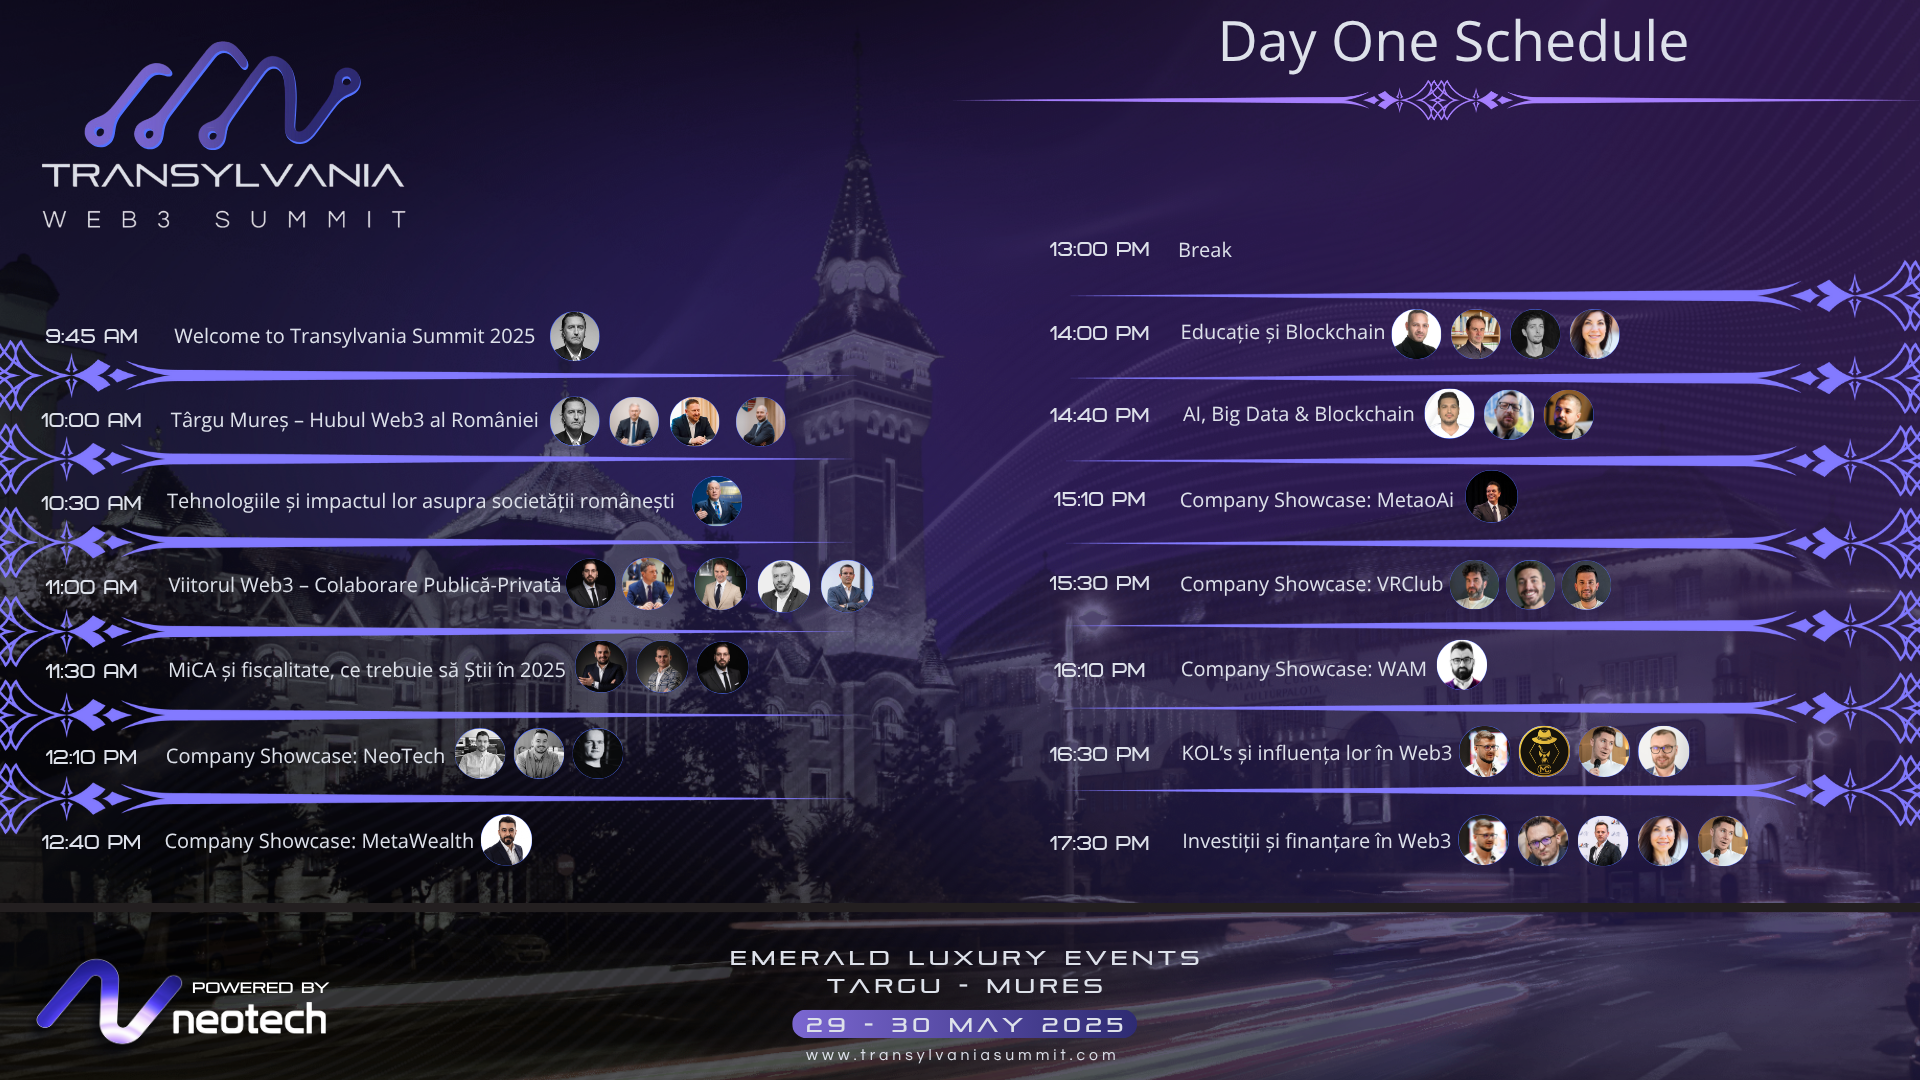 TRANSYLVANIA
WEB3 SUMMIT
Day One Schedule
9:45 AM Welcome to Transylvania Summit 2025
10:00 AM Târgu Mureș – Hubul Web3 al României
10:30 AM Tehnologiile și impactul lor asupra societății românești
11:00 AM Viitorul Web3 – Colaborare Publică-Privată
11:30 AM MiCA și fiscalitate, ce trebuie să Știi în 2025
12:10 PM Company Showcase: NeoTech
12:40 PM Company Showcase: MetaWealth
13:00 PM Break
14:00 PM Educație și Blockchain
14:40 PM AI, Big Data & Blockchain
15:10 PM Company Showcase: MetaoAi
15:30 PM Company Showcase: VRClub
16:10 PM Company Showcase: WAM
16:30 PM KOL's și influența lor în Web3
17:30 PM Investiții și finanțare în Web3
POWERED BY
neotech
EMERALD LUXURY EVENTS
TARGU - MURES
29 - 30 MAY 2025
www.transylvaniasummit.com